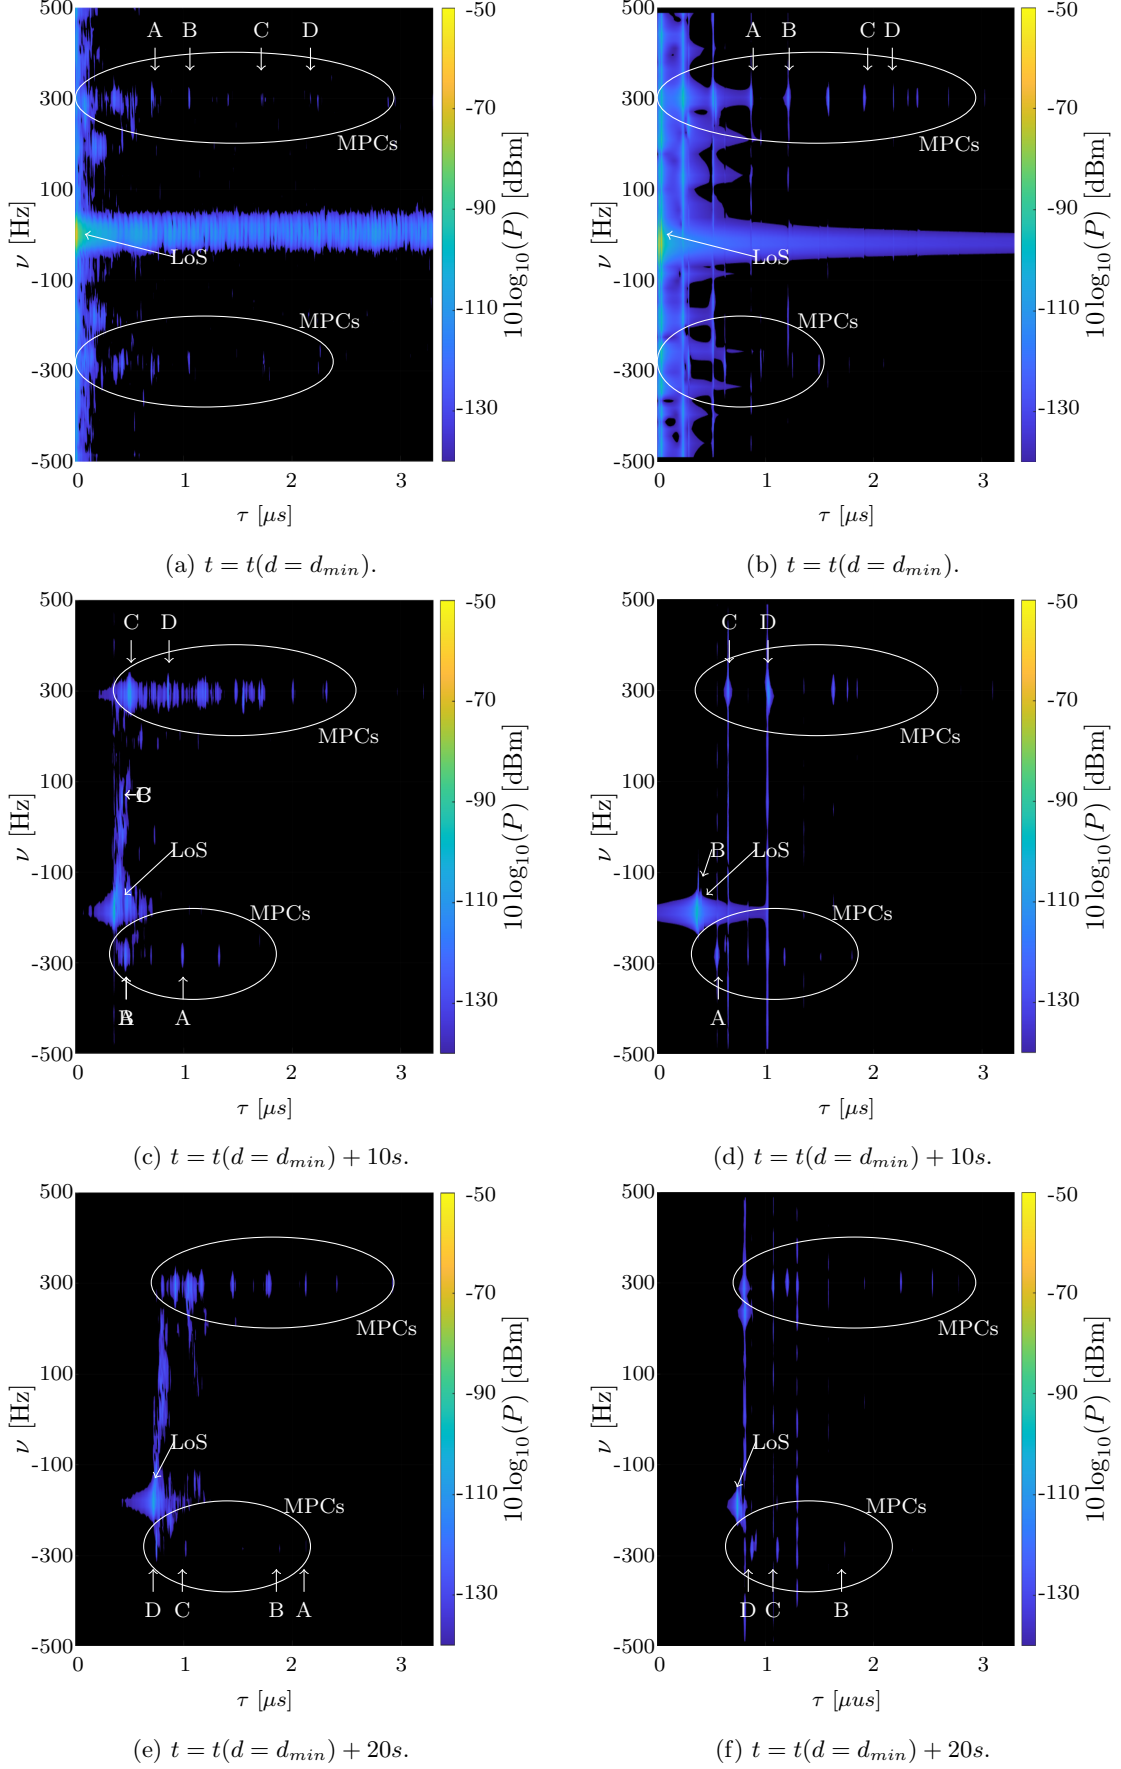 500
300
100
-100
-300
-500
ν [Hz]
A B C D
MPCs
LoS
MPCs
0 1 2 3
τ [μs]
-50
-70
-90
-110
-130
10 log₁₀(P) [dBm]
(a) t = t(d = d_min).
500
300
100
-100
-300
-500
ν [Hz]
A B C D
MPCs
LoS
MPCs
0 1 2 3
τ [μs]
-50
-70
-90
-110
-130
10 log₁₀(P) [dBm]
(b) t = t(d = d_min).
500
300
100
-100
-300
-500
ν [Hz]
C D
MPCs
LoS
MPCs
A
0 1 2 3
τ [μs]
-50
-70
-90
-110
-130
10 log₁₀(P) [dBm]
(c) t = t(d = d_min) + 10s.
500
300
100
-100
-300
-500
ν [Hz]
C D
MPCs
B LoS
MPCs
A
0 1 2 3
τ [μs]
-50
-70
-90
-110
-130
10 log₁₀(P) [dBm]
(d) t = t(d = d_min) + 10s.
500
300
100
-100
-300
-500
ν [Hz]
MPCs
LoS
MPCs
D C B A
0 1 2 3
τ [μs]
-50
-70
-90
-110
-130
10 log₁₀(P) [dBm]
(e) t = t(d = d_min) + 20s.
500
300
100
-100
-300
-500
ν [Hz]
MPCs
LoS
MPCs
D C B
0 1 2 3
τ [μus]
-50
-70
-90
-110
-130
10 log₁₀(P) [dBm]
(f) t = t(d = d_min) + 20s.